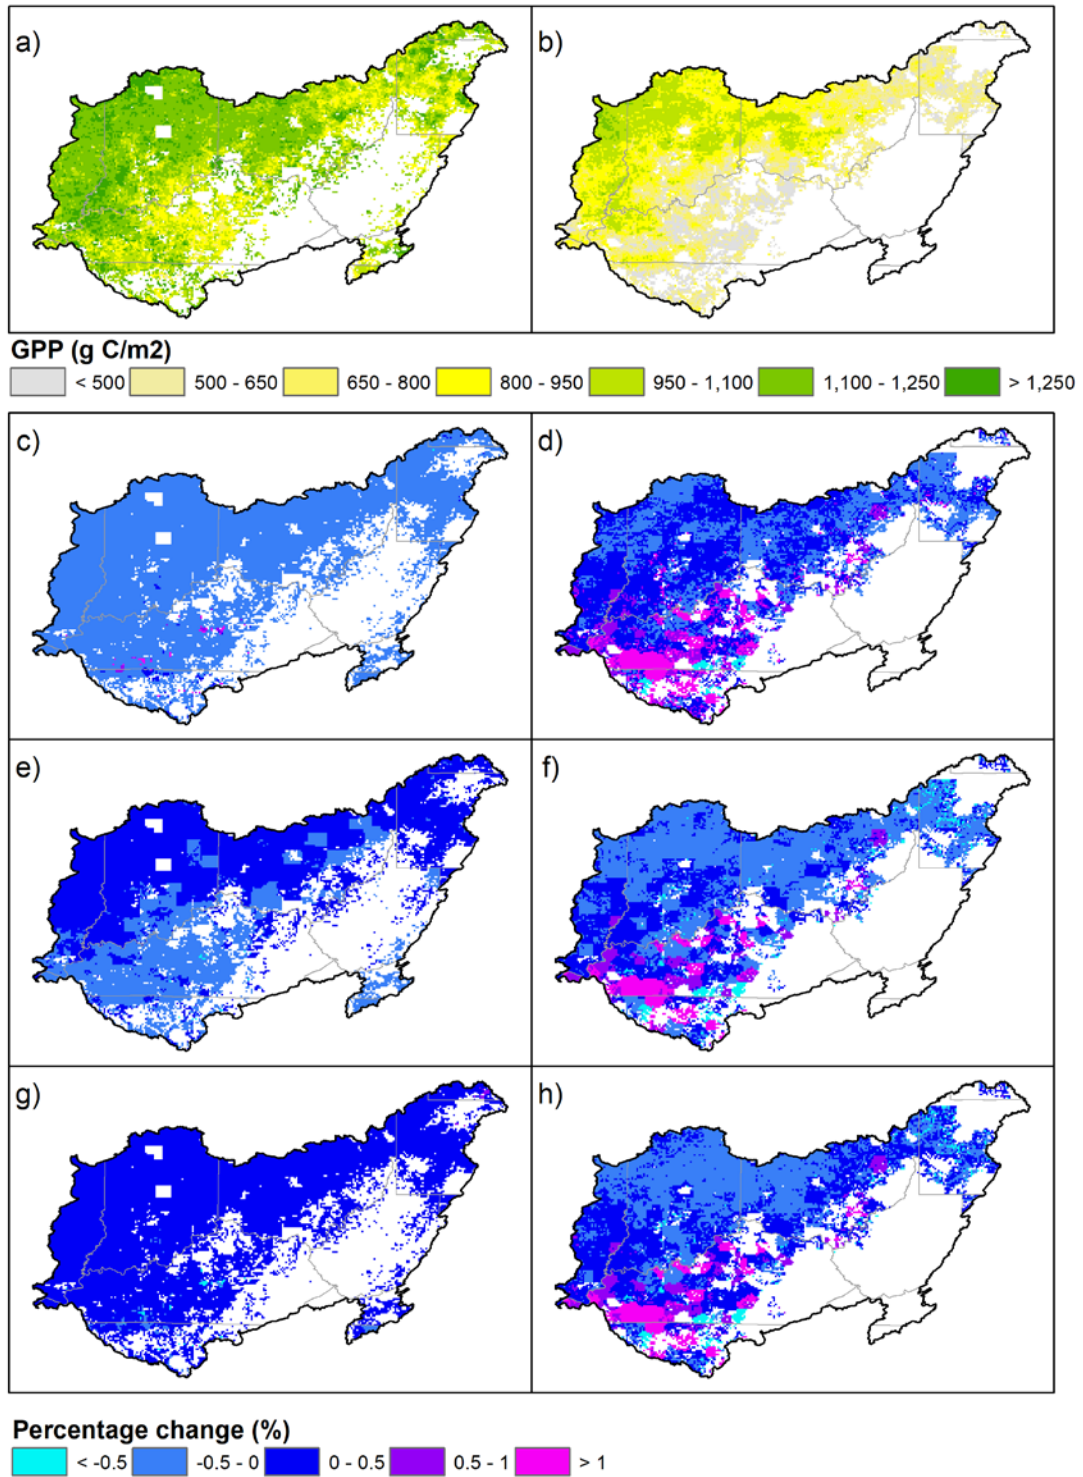 a) b)
GPP (g C/m2)
< 500 500 - 650 650 - 800 800 - 950 950 - 1,100 1,100 - 1,250 > 1,250
c) d)
e) f)
g) h)
Percentage change (%)
< -0.5 -0.5 - 0 0 - 0.5 0.5 - 1 > 1